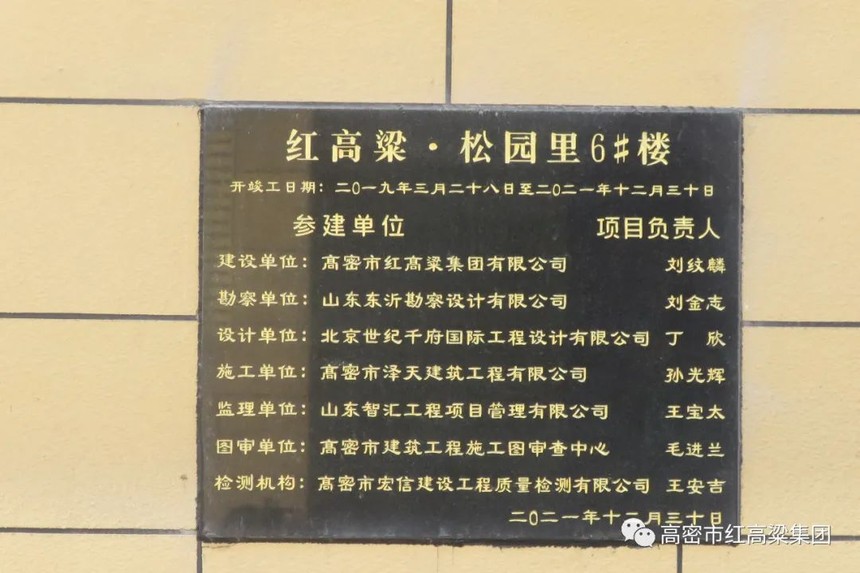 红高粱·松园里6#楼
开竣工日期：二〇一九年三月二十八日至二〇二一年十二月三十日
参建单位 项目负责人
建设单位：高密市红高粱集团有限公司 刘纹麟
勘察单位：山东东沂勘察设计有限公司 刘金志
设计单位：北京世纪千府国际工程设计有限公司 丁 欣
施工单位：高密市泽天建筑工程有限公司 孙光辉
监理单位：山东智汇工程项目管理有限公司 王宝太
图审单位：高密市建筑工程施工图审查中心 毛进兰
检测机构：高密市宏信建设工程质量检测有限公司 王安吉
二〇二一年十二月三十日
高密市红高粱集团